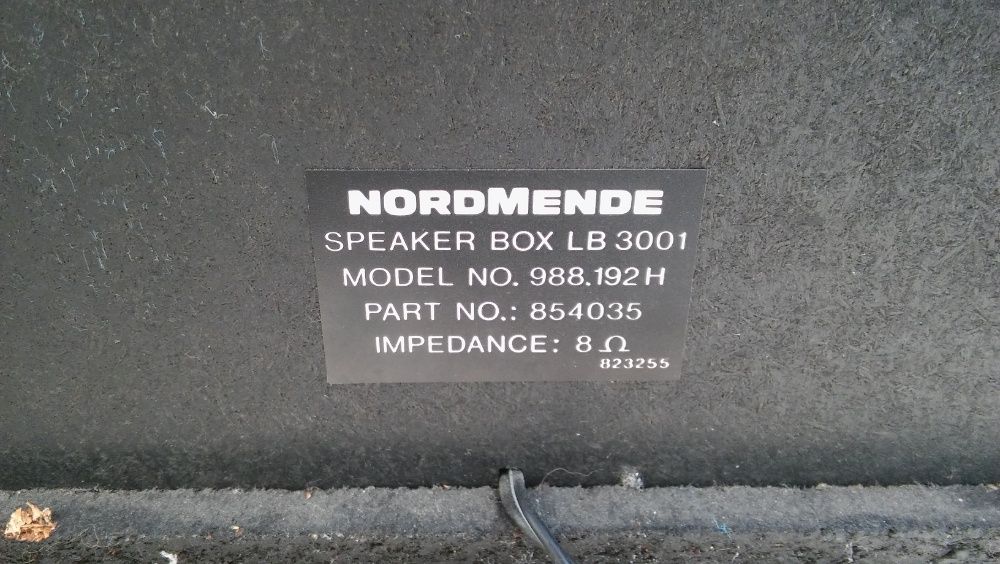 NORDMENDE
SPEAKER BOX LB 3001
MODEL NO. 988.192 H
PART NO.: 854035
IMPEDANCE: 8 Ω
823255